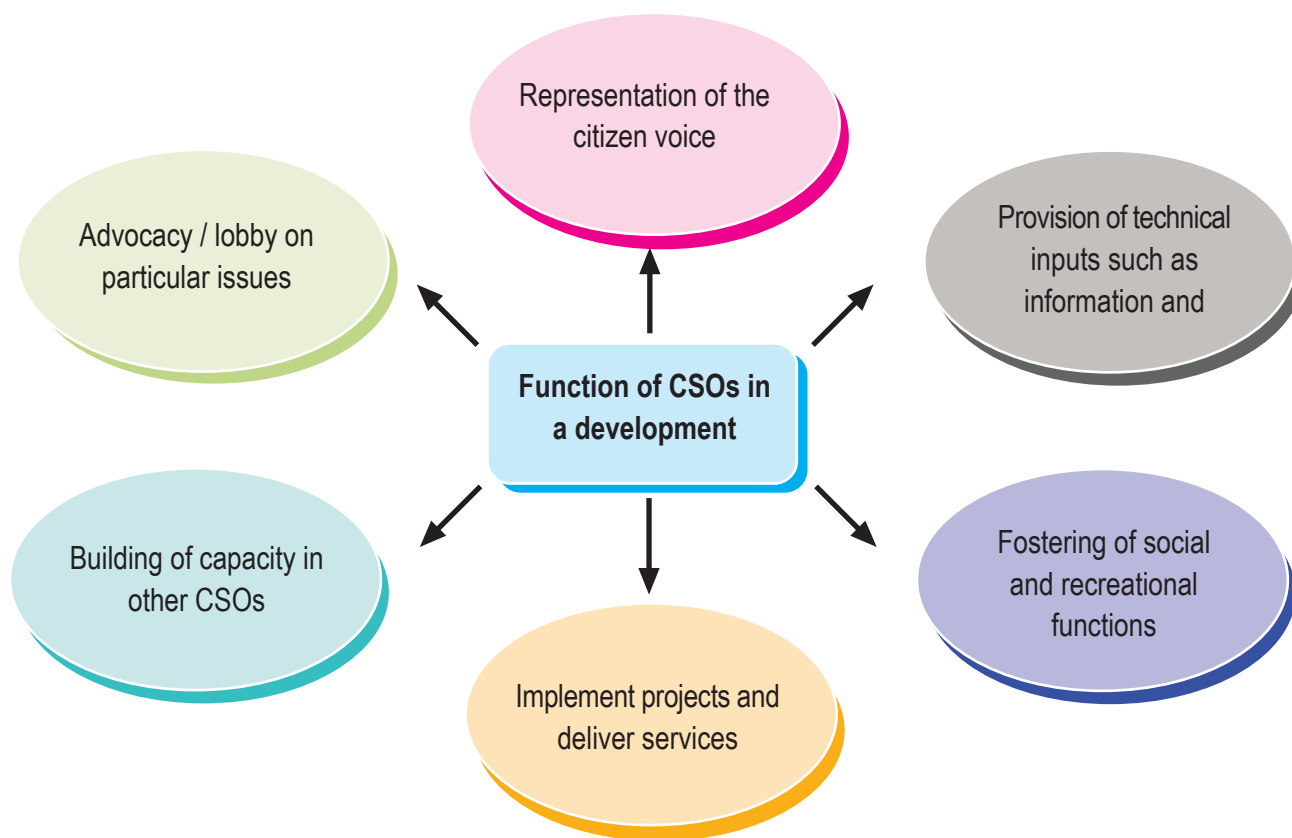 Representation of the
citizen voice
Advocacy / lobby on
particular issues
Provision of technical
inputs such as
information and
Function of CSOs in
a development
Building of capacity in
other CSOs
Fostering of social
and recreational
functions
Implement projects and
deliver services